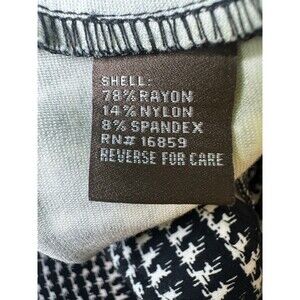 SHELL:
78% RAYON
14% NYLON
8% SPANDEX
RN# 16859
REVERSE FOR CARE